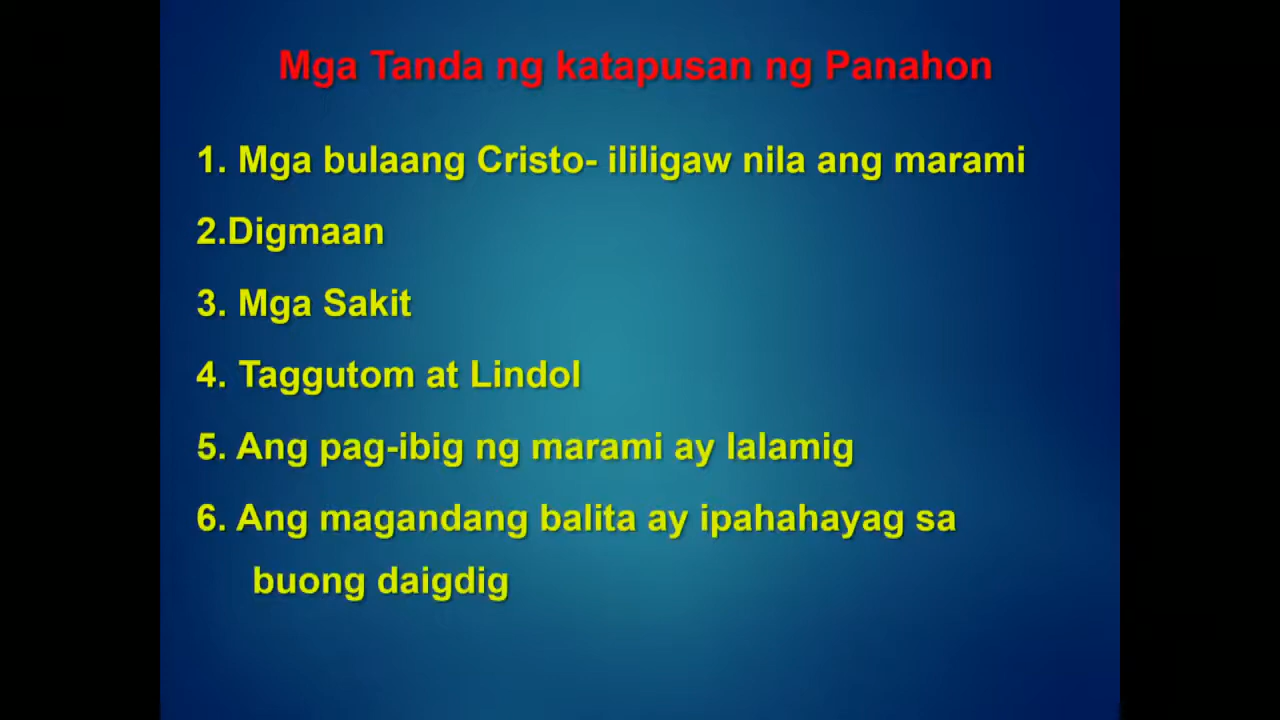 Mga Tanda ng katapusan ng Panahon
1. Mga bulaang Cristo- ililigaw nila ang marami
2.Digmaan
3. Mga Sakit
4. Taggutom at Lindol
5. Ang pag-ibig ng marami ay lalamig
6. Ang magandang balita ay ipahahayag sa
buong daigdig